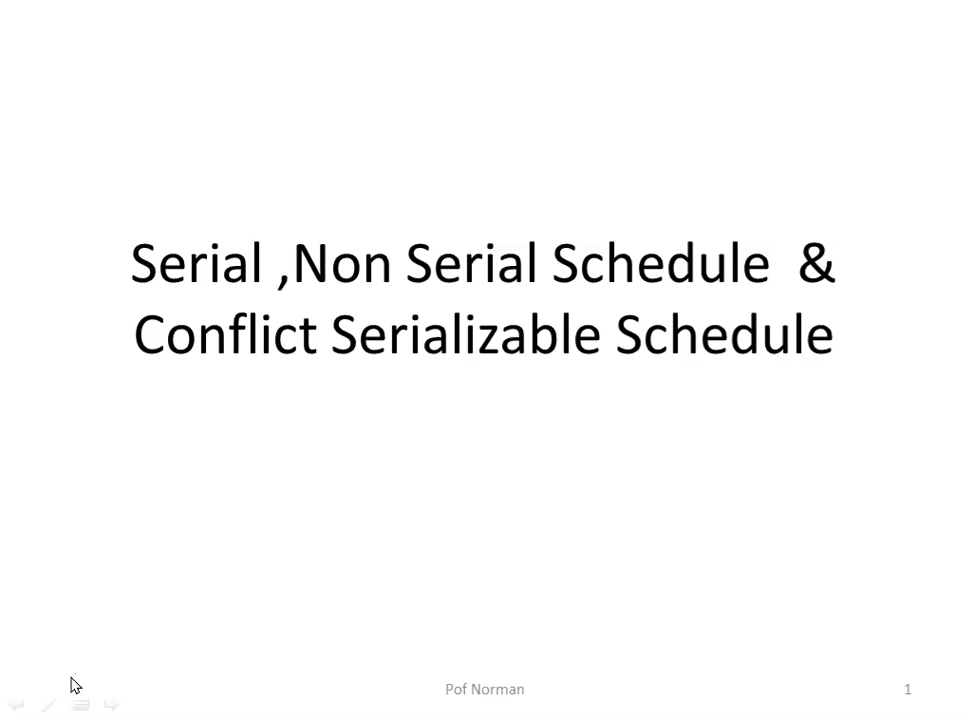 Serial ,Non Serial Schedule &
Conflict Serializable Schedule
Pof Norman
1